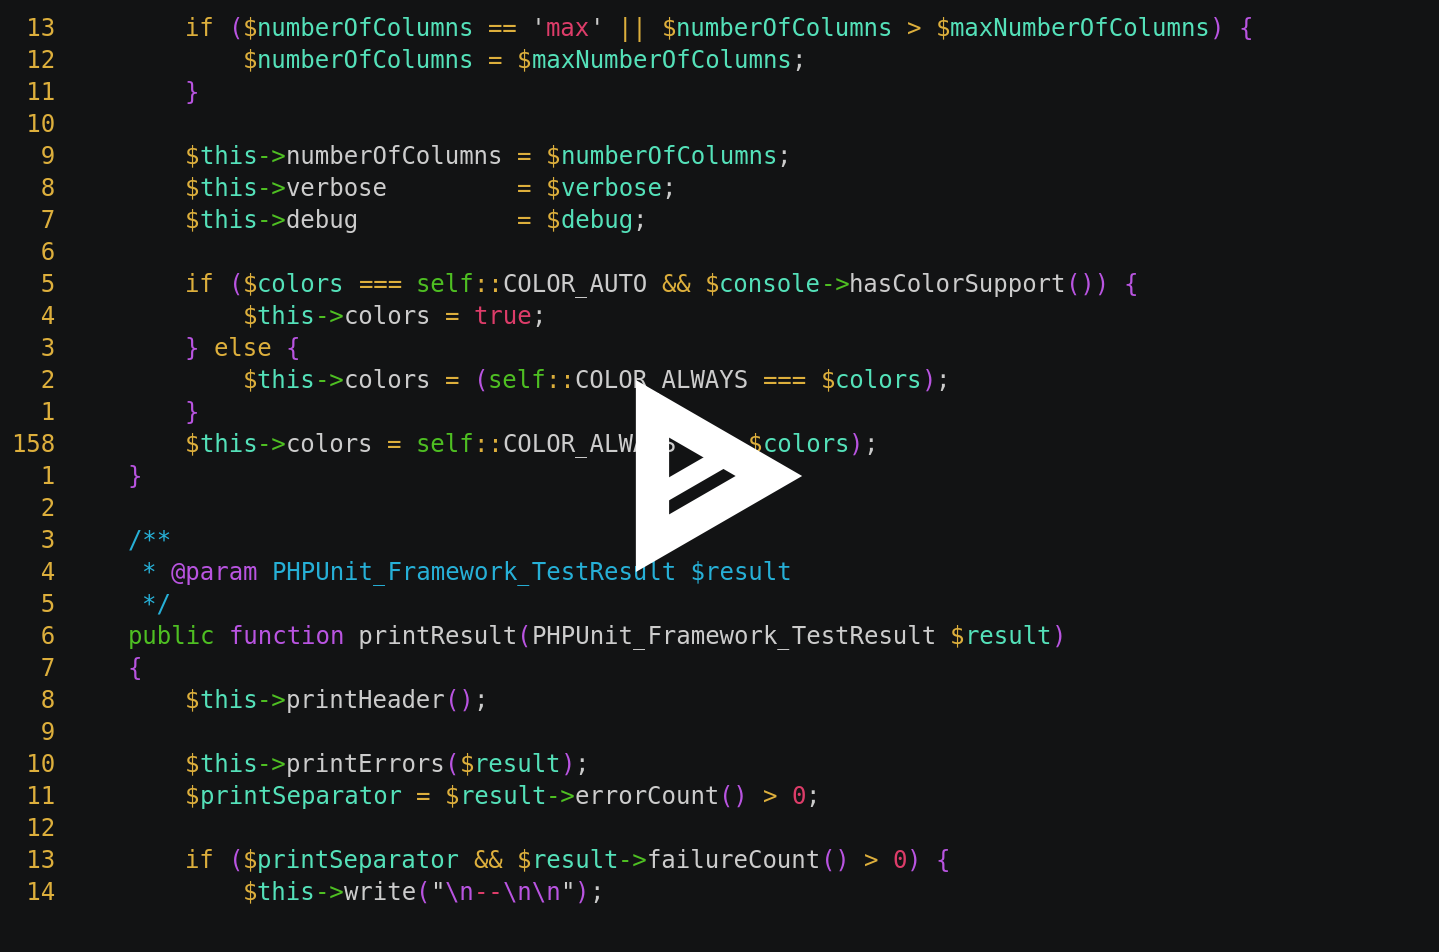 13         if ($numberOfColumns == 'max' || $numberOfColumns > $maxNumberOfColumns) {
12             $numberOfColumns = $maxNumberOfColumns;
11         }
10
9         $this->numberOfColumns = $numberOfColumns;
8         $this->verbose         = $verbose;
7         $this->debug           = $debug;
6
5         if ($colors === self::COLOR_AUTO && $console->hasColorSupport()) {
4             $this->colors = true;
3         } else {
2             $this->colors = (self::COLOR_ALWAYS === $colors);
1         }
158         $this->colors = self::COLOR_ALWAYS $colors);
1     }
2
3     /**
4      * @param PHPUnit_Framework_TestResult $result
5      */
6     public function printResult(PHPUnit_Framework_TestResult $result)
7     {
8         $this->printHeader();
9
10         $this->printErrors($result);
11         $printSeparator = $result->errorCount() > 0;
12
13         if ($printSeparator && $result->failureCount() > 0) {
14             $this->write("\n--\n\n");